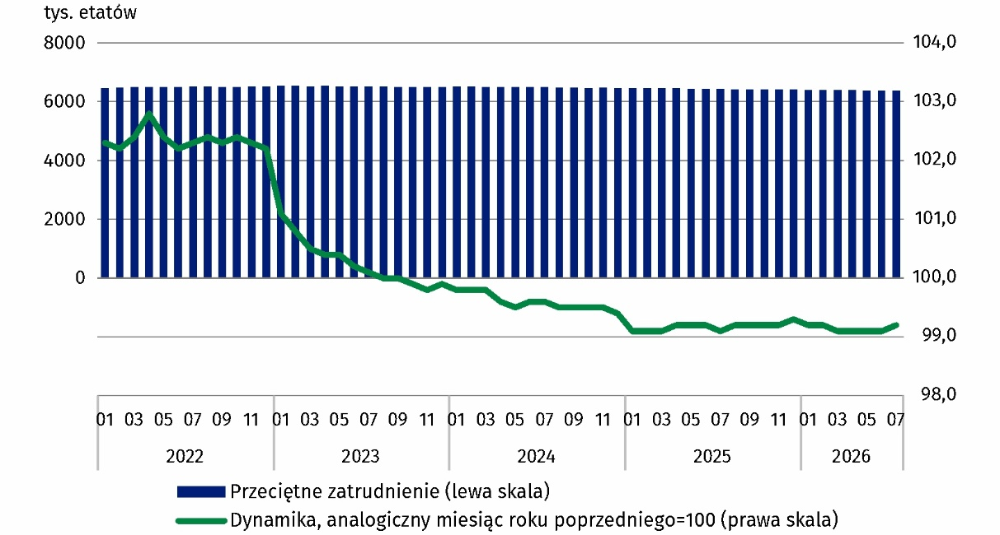 tys. etatów
8000 104,0
6000 103,0
4000 102,0
2000 101,0
0 100,0
99,0
98,0
01 03 05 07 09 11 01 03 05 07 09 11 01 03 05 07 09 11 01 03 05 07 09 11 01 03 05 07
2022 2023 2024 2025 2026
Przeciętne zatrudnienie (lewa skala)
Dynamika, analogiczny miesiąc roku poprzedniego=100 (prawa skala)